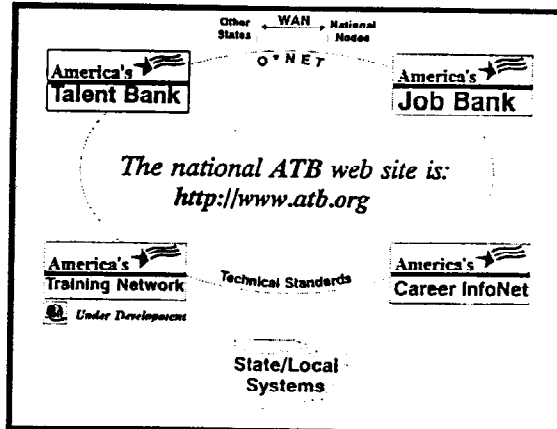 Other States
WAN
National Nodes
O*NET
America's
Talent Bank
America's
Job Bank
The national ATB web site is:
http://www.atb.org
America's
Training Network
Under Development
Technical Standards
America's
Career InfoNet
State/Local
Systems